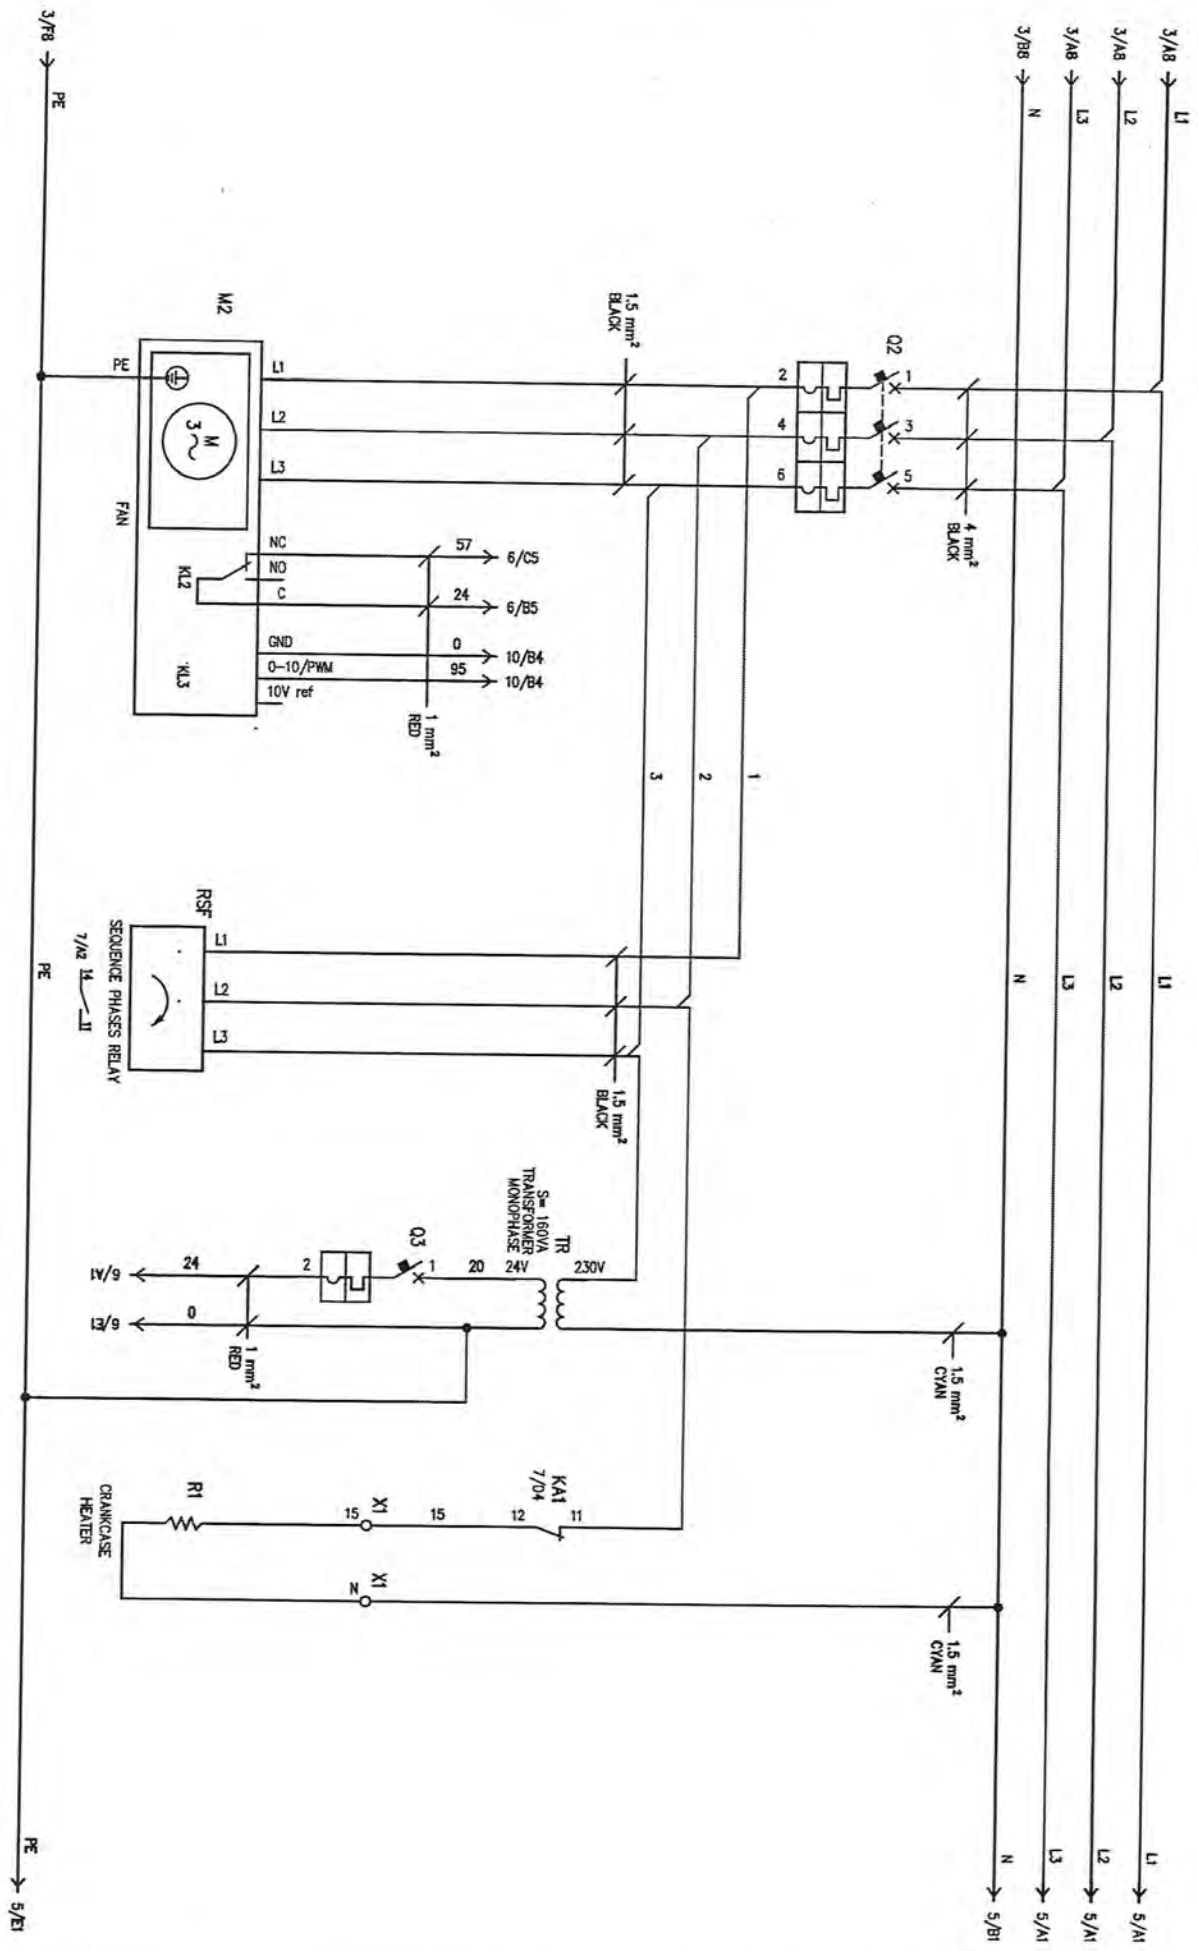 3/A8
L1
L1
L1
5/A1
3/A8
L2
L2
L2
5/A1
3/A8
L3
L3
L3
5/A1
3/B8
N
N
N
5/B1
4 mm²
BLACK
Q2
1
3
5
2
4
6
1.5 mm²
BLACK
1
2
3
M2
L1
L2
L3
PE
M
3~
FAN
NC
NO
C
KL2
57
6/C5
24
6/B5
GND
0
10/B4
0-10/PWM
95
10/B4
10V ref
KL3
1 mm²
RED
RSF
L1
L2
L3
SEQUENCE PHASES RELAY
7/A2
14
11
1.5 mm²
BLACK
TR
230V
24V
S= 160VA
TRANSFORMER
MONOPHASE
20
Q3
1
2
24
6/A1
0
6/E1
1 mm²
RED
1.5 mm²
CYAN
KA1
7/D4
11
12
15
X1
15
X1
N
R1
CRANKCASE
HEATER
1.5 mm²
CYAN
3/F8
PE
PE
PE
5/E1